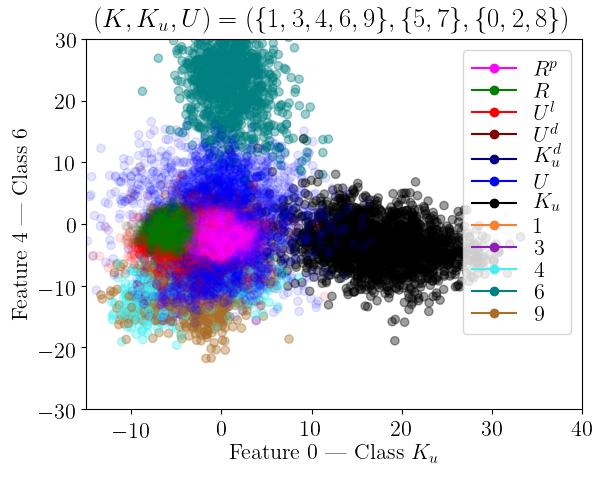 (K, K_u, U) = ({1, 3, 4, 6, 9}, {5, 7}, {0, 2, 8})
30
20
10
0
−10
−20
−30
Feature 4 — Class 6
R^p
R
U^l
U^d
K_u^d
U
K_u
1
3
4
6
9
−10
0
10
20
30
40
Feature 0 — Class K_u